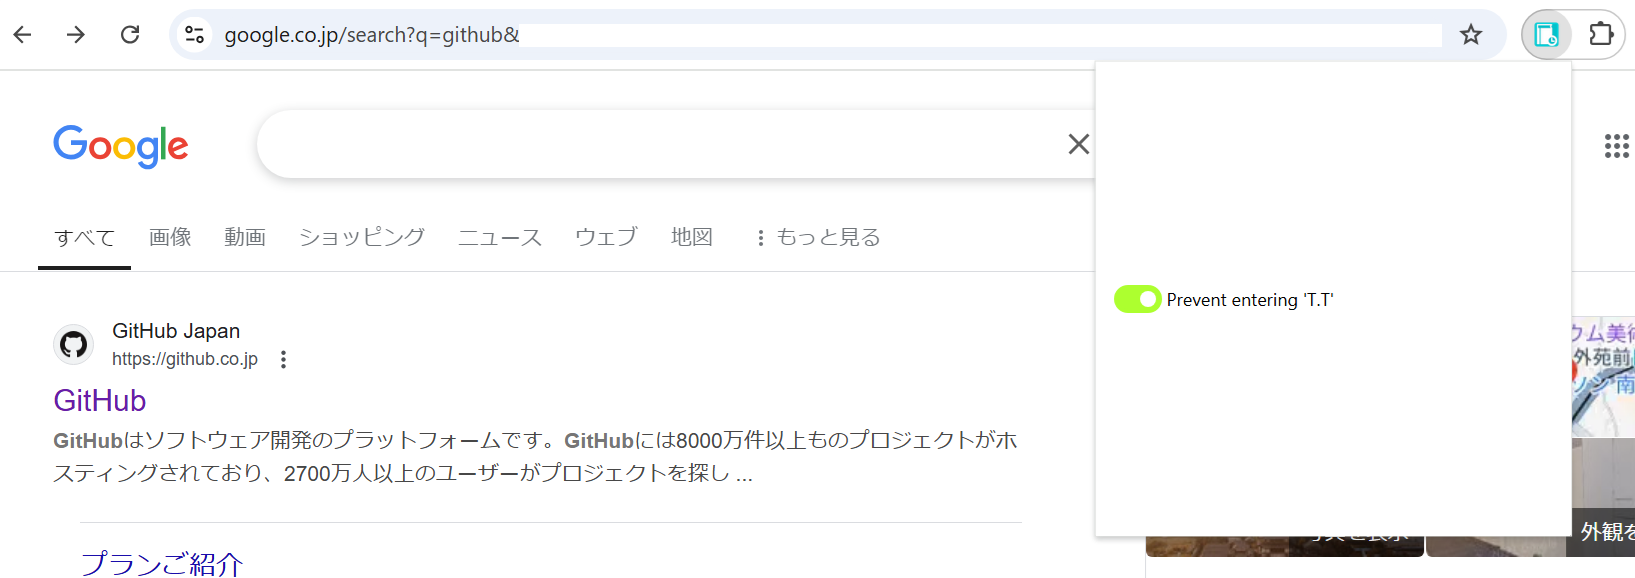 google.co.jp/search?q=github&
Google
すべて 画像 動画 ショッピング ニュース ウェブ 地図 もっと見る
Prevent entering 'T.T'
GitHub Japan
https://github.co.jp
GitHub
GitHubはソフトウェア開発のプラットフォームです。GitHubには8000万件以上ものプロジェクトがホ
スティングされており、2700万人以上のユーザーがプロジェクトを探し ...
プランご紹介
ウム美術
外苑前
ソン 南
外観を